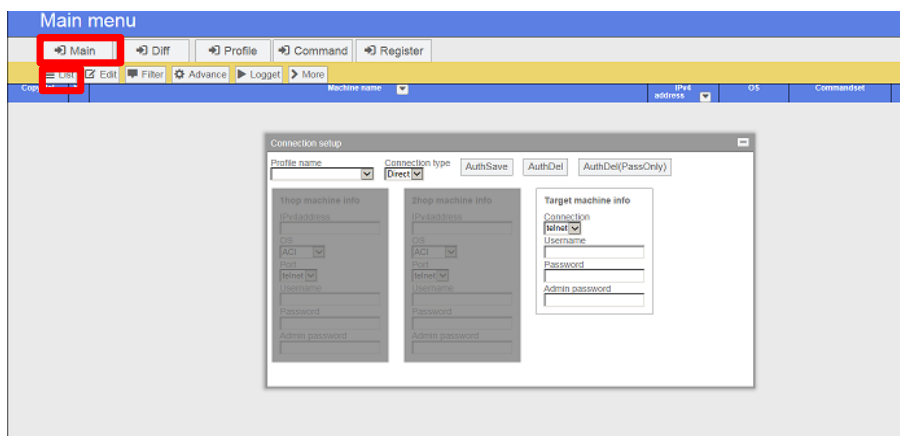 Main menu
Main Diff Profile Command Register
List Edit Filter Advance Logget More
Copy Machine name IPv4 address OS Commandset
Connection setup
Profile name Connection type AuthSave AuthDel AuthDel(PassOnly)
Direct
1hop machine info 2hop machine info Target machine info
IPv4address IPv4address Connection
telnet
OS OS Username
ACI ACI
Port Port Password
telnet telnet
Username Username Admin password
Password Password
Admin password Admin password